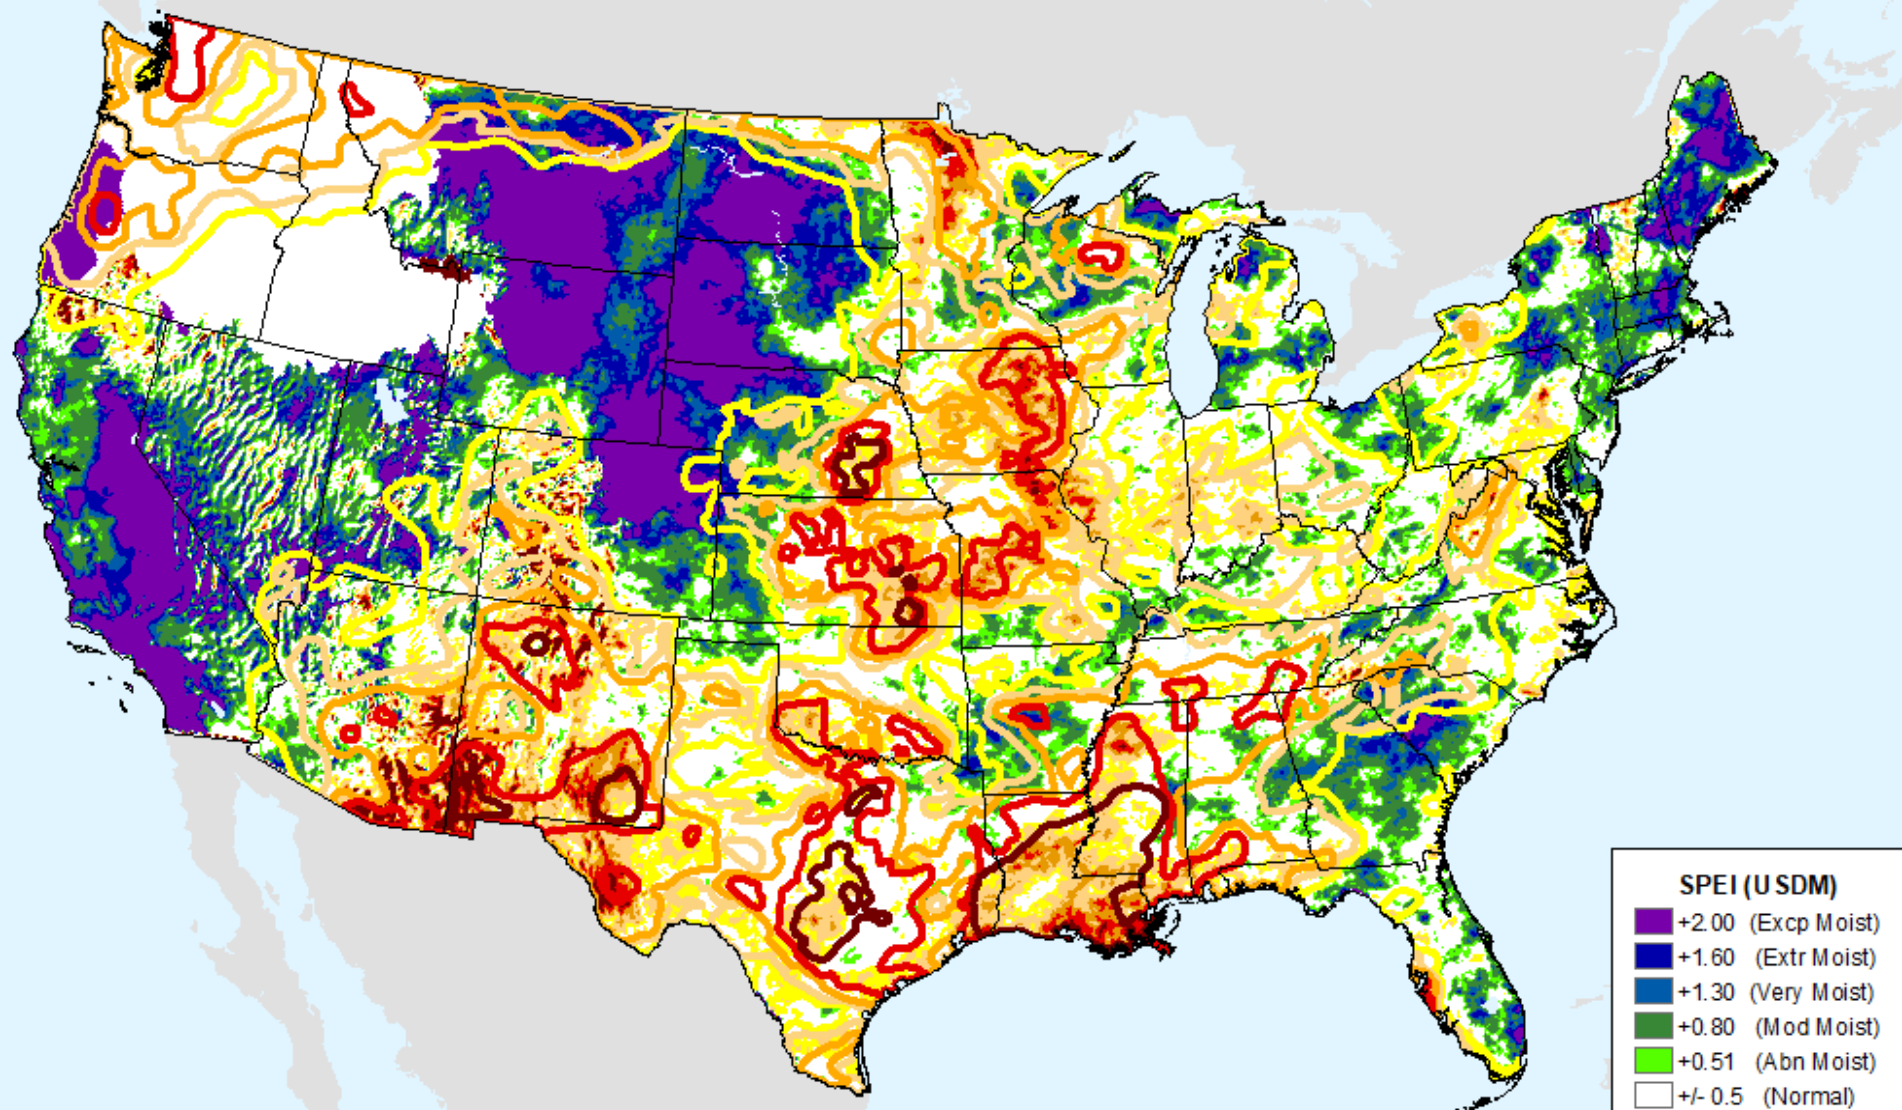 SPEI (USDM)
+2.00 (Excp Moist)
+1.60 (Extr Moist)
+1.30 (Very Moist)
+0.80 (Mod Moist)
+0.51 (Abn Moist)
+/- 0.5 (Normal)